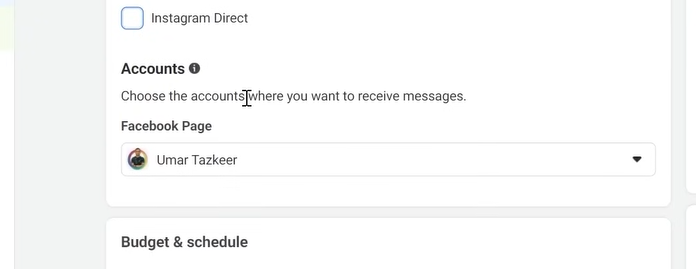 Instagram Direct
Accounts
Choose the accounts where you want to receive messages.
Facebook Page
Umar Tazkeer
Budget & schedule